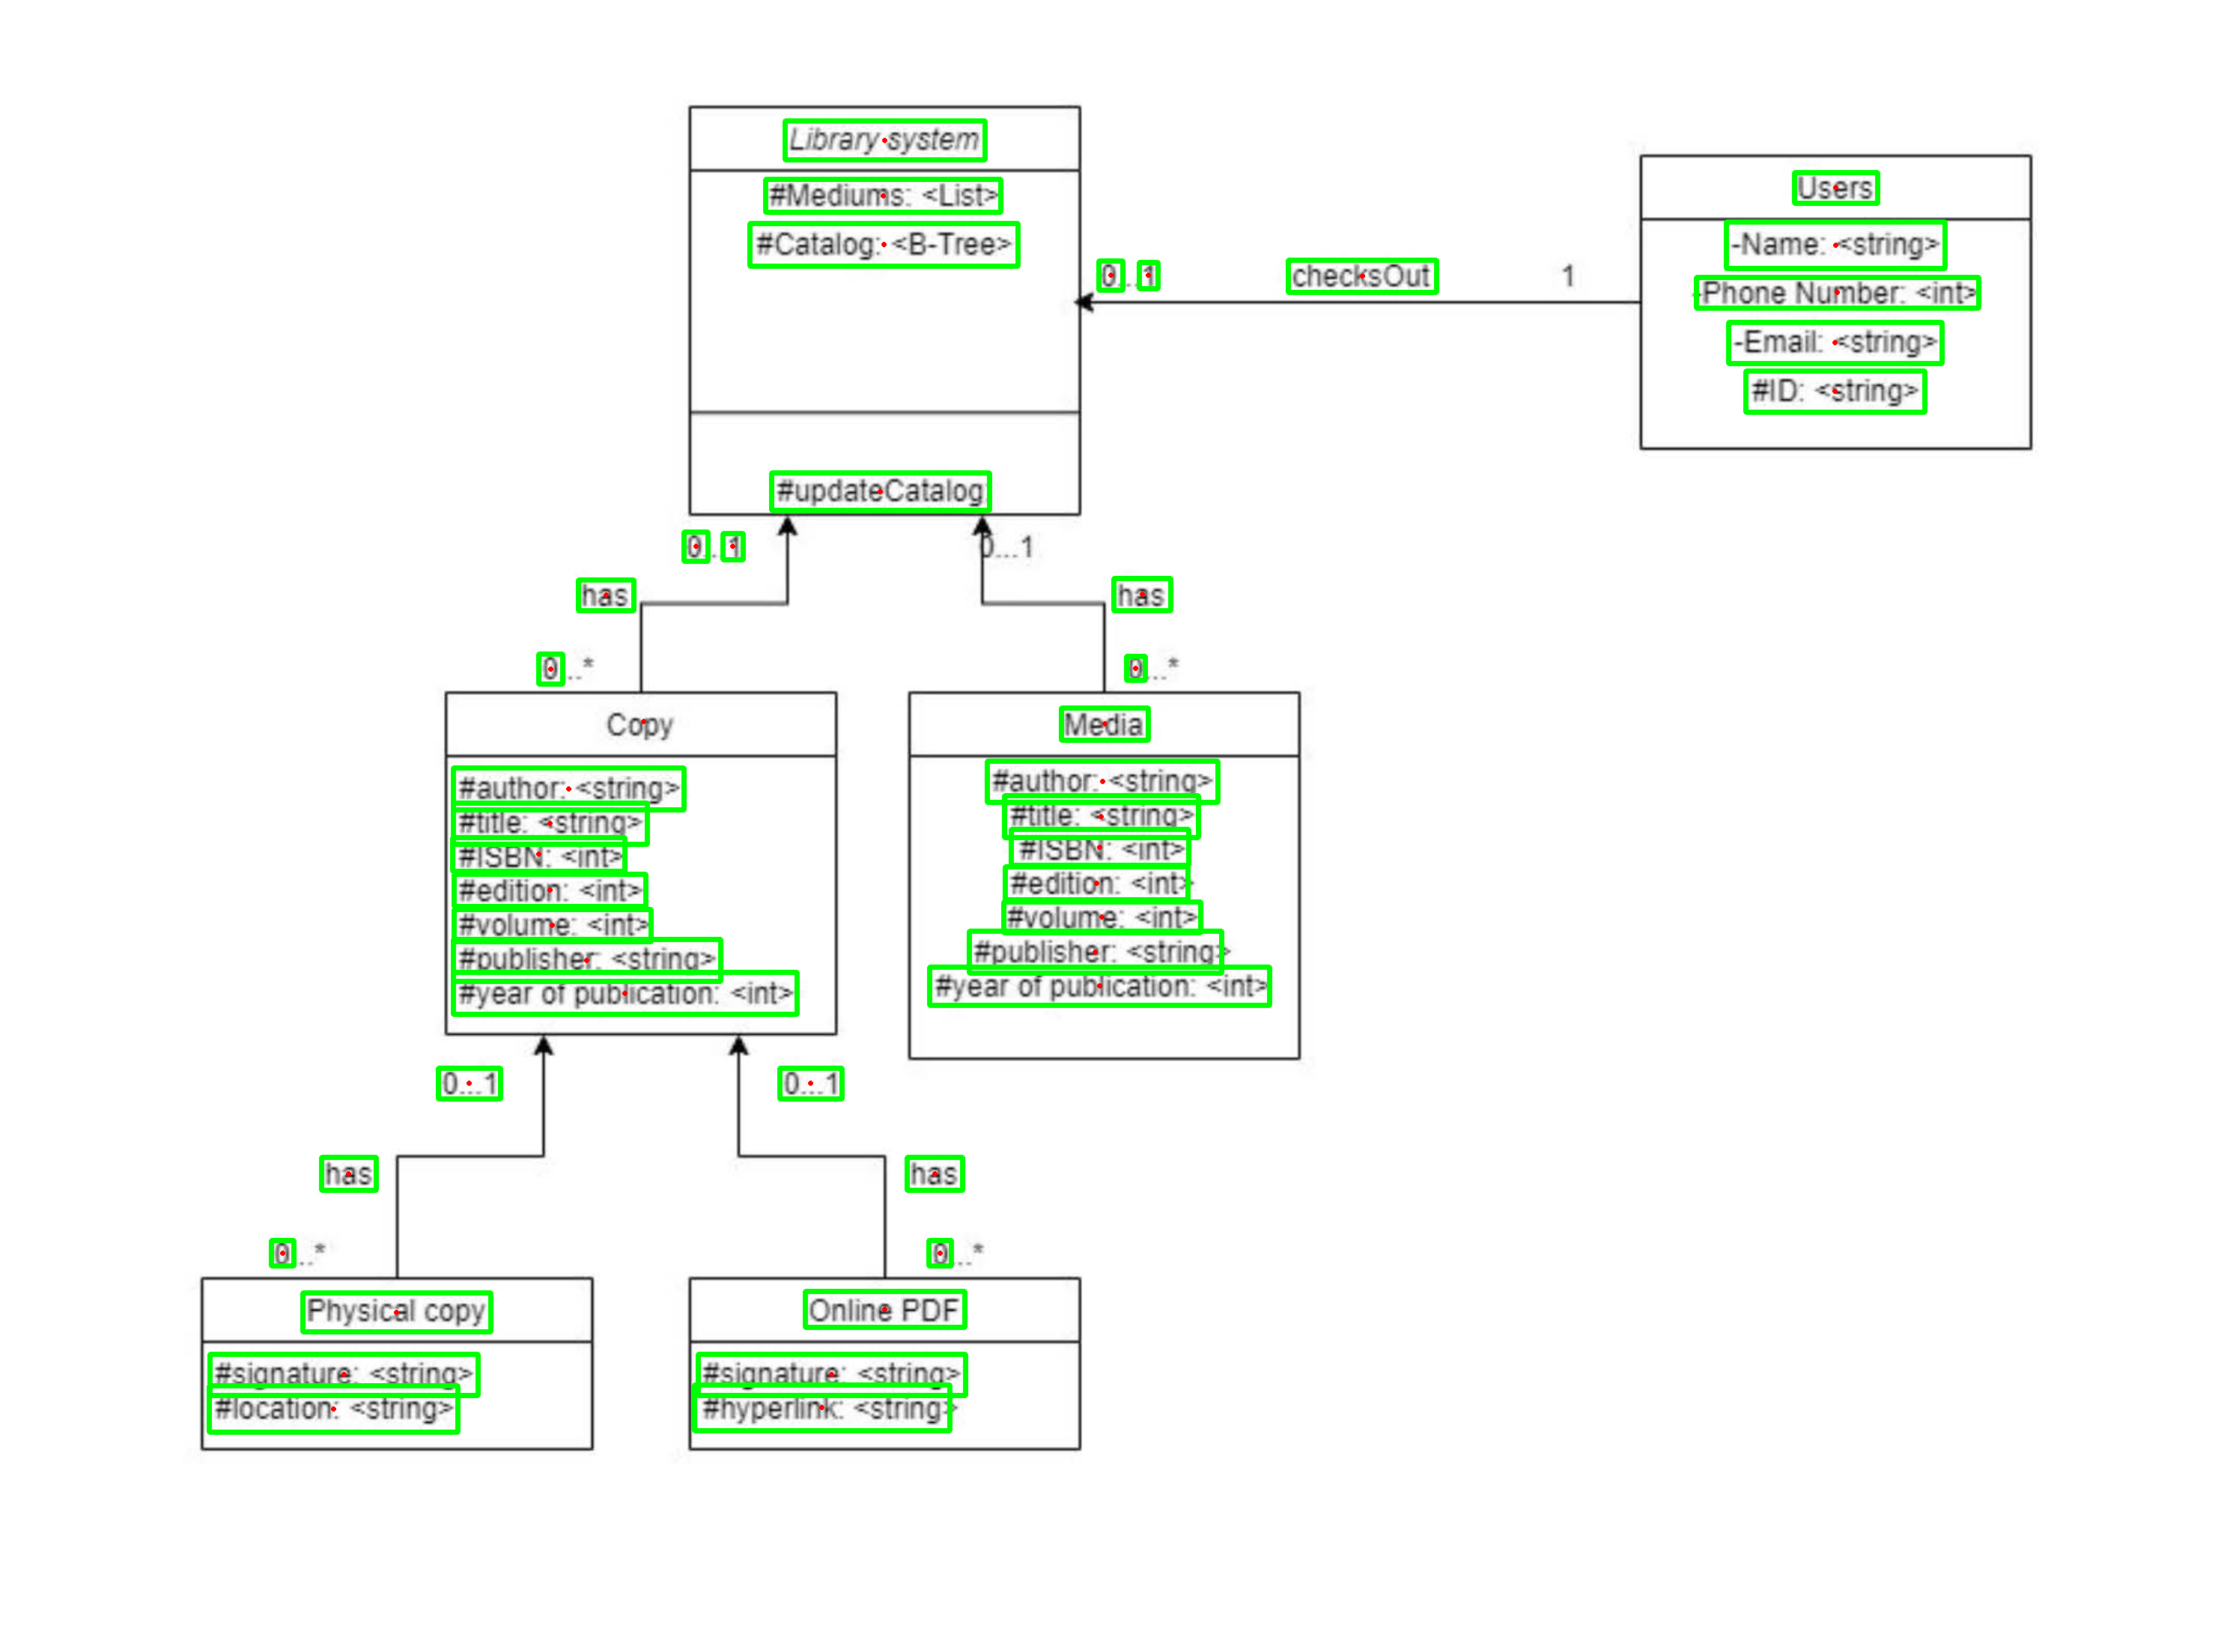 Library system
#Mediums: <List>
#Catalog: <B-Tree>
#updateCatalog
Users
-Name: <string>
-Phone Number: <int>
-Email: <string>
#ID: <string>
0...1
checksOut
1
0...1
has
0...*
0...1
has
0...*
Copy
#author: <string>
#title: <string>
#ISBN: <int>
#edition: <int>
#volume: <int>
#publisher: <string>
#year of publication: <int>
Media
#author: <string>
#title: <string>
#ISBN: <int>
#edition: <int>
#volume: <int>
#publisher: <string>
#year of publication: <int>
0...1
has
0...*
0...1
has
0...*
Physical copy
#signature: <string>
#location: <string>
Online PDF
#signature: <string>
#hyperlink: <string>